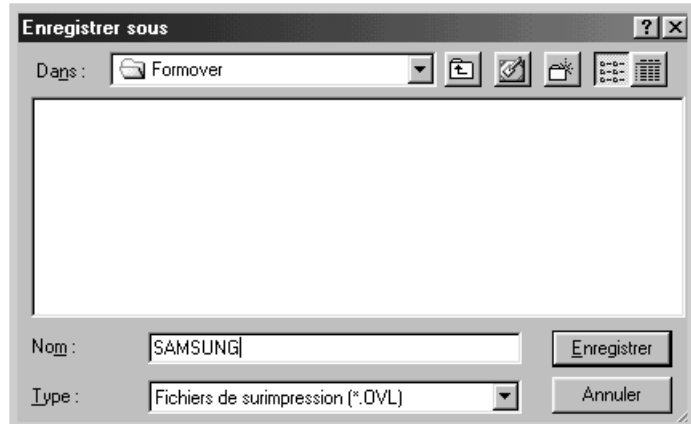 Enregistrer sous
Dans : Formover
Nom : SAMSUNG Enregistrer
Type : Fichiers de surimpression (*.OVL) Annuler